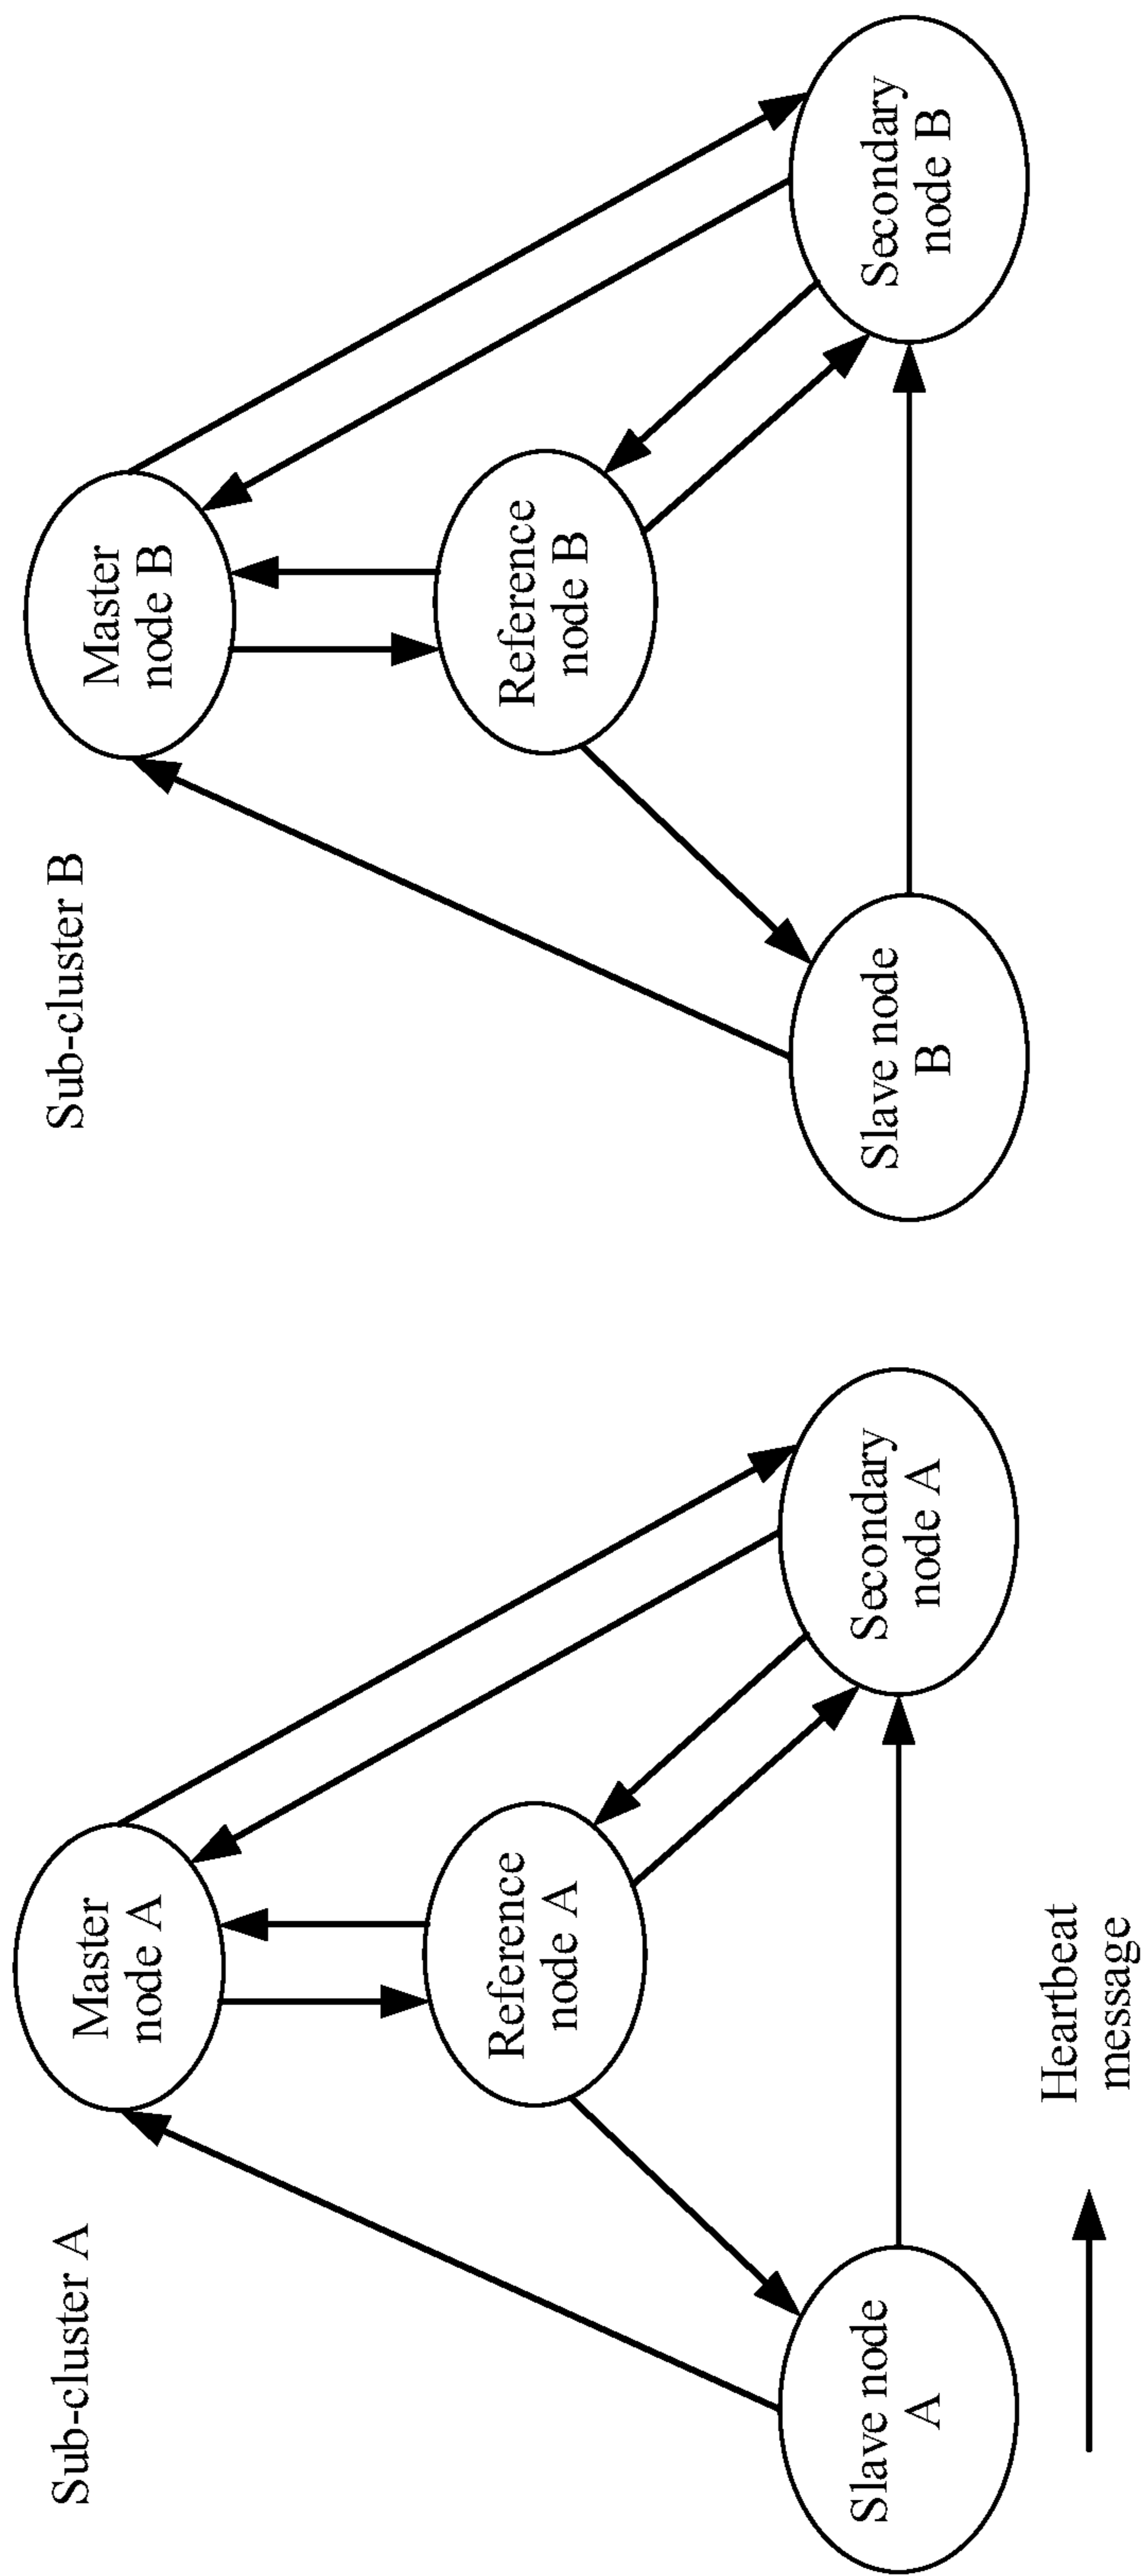 Sub-cluster A
Master
node A
Reference
node A
Slave node
A
Secondary
node A
Sub-cluster B
Master
node B
Reference
node B
Slave node
B
Secondary
node B
Heartbeat
message